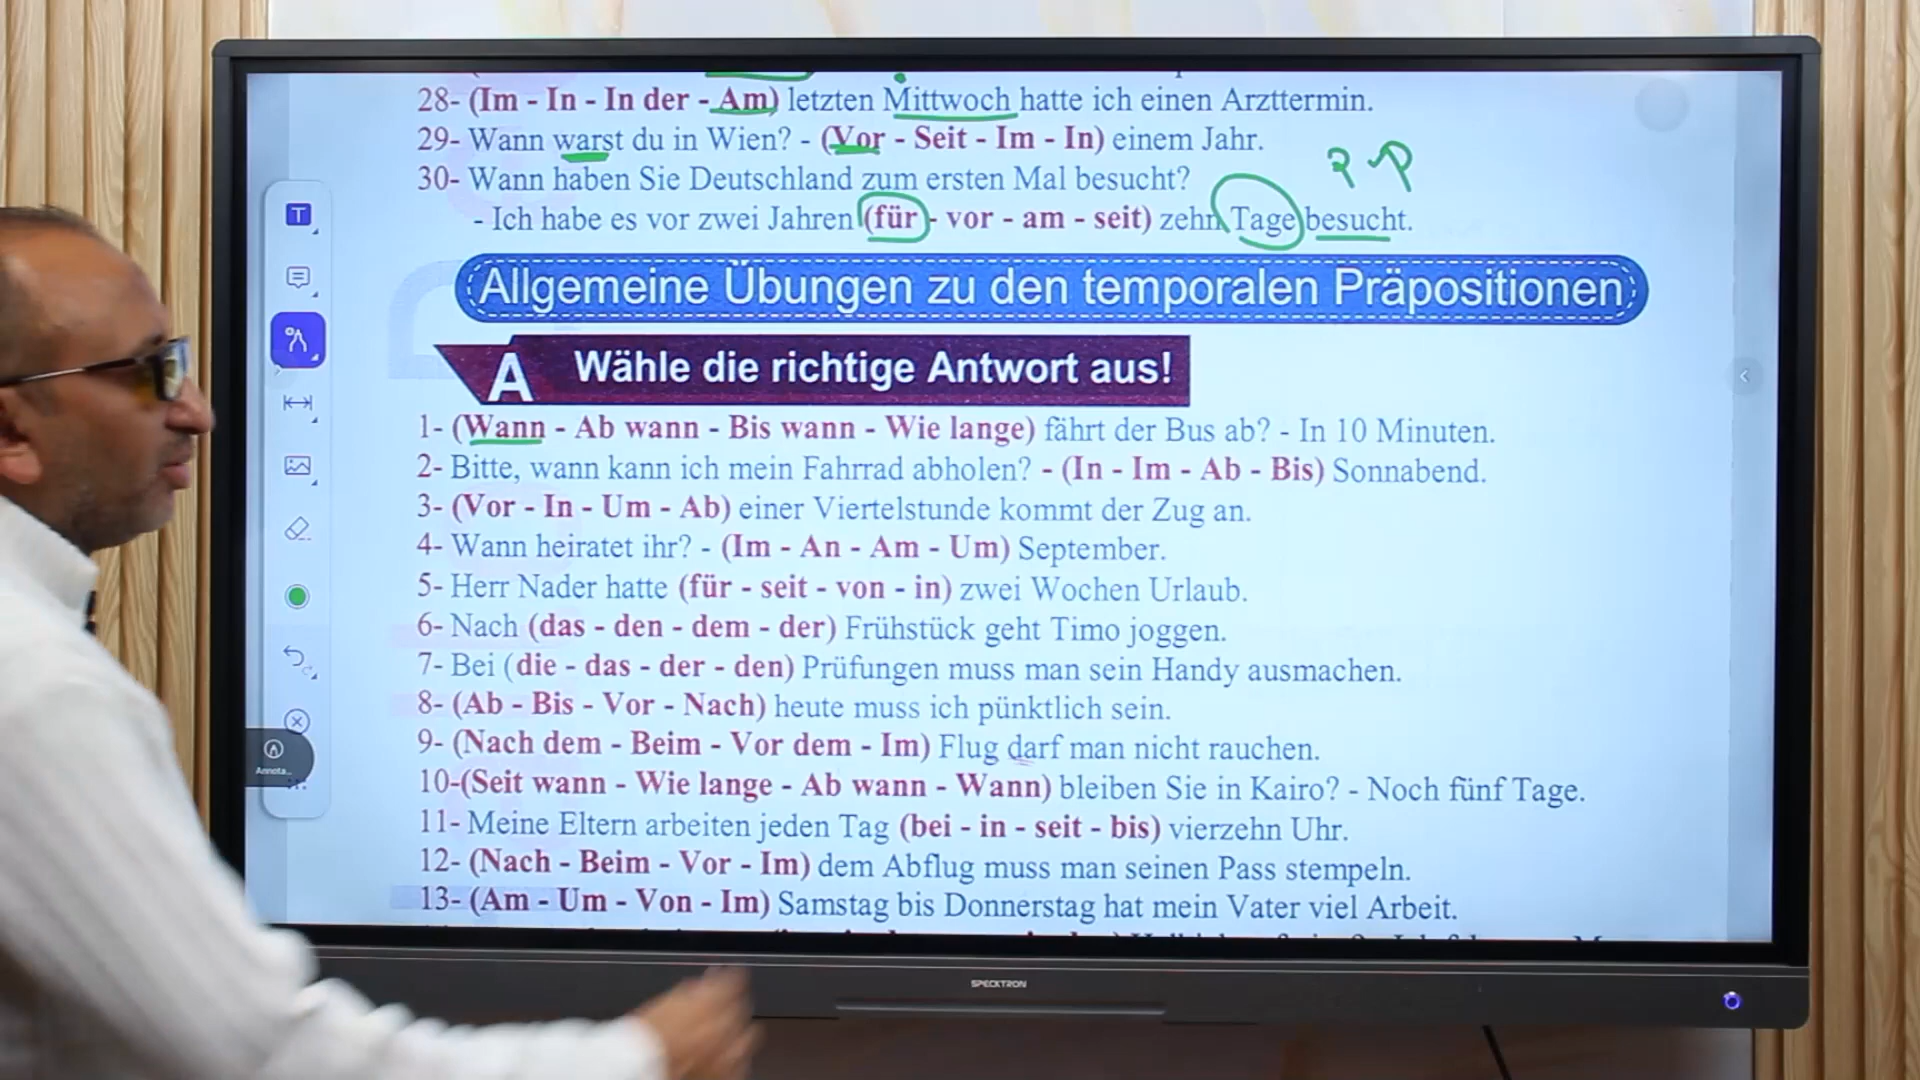 28- (Im - In - In der - Am) letzten Mittwoch hatte ich einen Arzttermin.
29- Wann warst du in Wien? - (Vor - Seit - Im - In) einem Jahr.
30- Wann haben Sie Deutschland zum ersten Mal besucht?
- Ich habe es vor zwei Jahren (für - vor - am - seit) zehn Tage besucht.
Allgemeine Übungen zu den temporalen Präpositionen
A Wähle die richtige Antwort aus!
1- (Wann - Ab wann - Bis wann - Wie lange) fährt der Bus ab? - In 10 Minuten.
2- Bitte, wann kann ich mein Fahrrad abholen? - (In - Im - Ab - Bis) Sonnabend.
3- (Vor - In - Um - Ab) einer Viertelstunde kommt der Zug an.
4- Wann heiratet ihr? - (Im - An - Am - Um) September.
5- Herr Nader hatte (für - seit - von - in) zwei Wochen Urlaub.
6- Nach (das - den - dem - der) Frühstück geht Timo joggen.
7- Bei (die - das - der - den) Prüfungen muss man sein Handy ausmachen.
8- (Ab - Bis - Vor - Nach) heute muss ich pünktlich sein.
9- (Nach dem - Beim - Vor dem - Im) Flug darf man nicht rauchen.
10-(Seit wann - Wie lange - Ab wann - Wann) bleiben Sie in Kairo? - Noch fünf Tage.
11- Meine Eltern arbeiten jeden Tag (bei - in - seit - bis) vierzehn Uhr.
12- (Nach - Beim - Vor - Im) dem Abflug muss man seinen Pass stempeln.
13- (Am - Um - Von - Im) Samstag bis Donnerstag hat mein Vater viel Arbeit.
T
Annota...
SPECKTRON